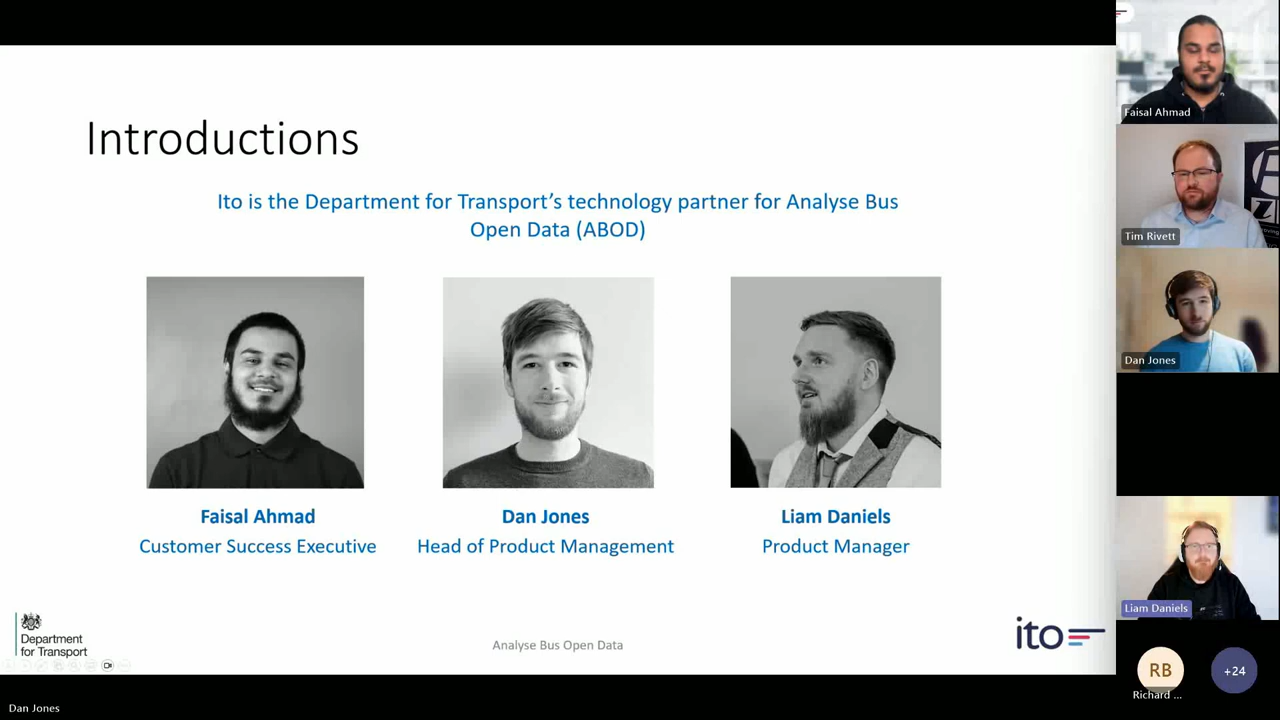 Introductions
Ito is the Department for Transport's technology partner for Analyse Bus
Open Data (ABOD)
Faisal Ahmad
Customer Success Executive
Dan Jones
Head of Product Management
Liam Daniels
Product Manager
Department
for Transport
Analyse Bus Open Data
ito
Dan Jones
Faisal Ahmad
Tim Rivett
Dan Jones
Liam Daniels
RB
Richard ...
+24